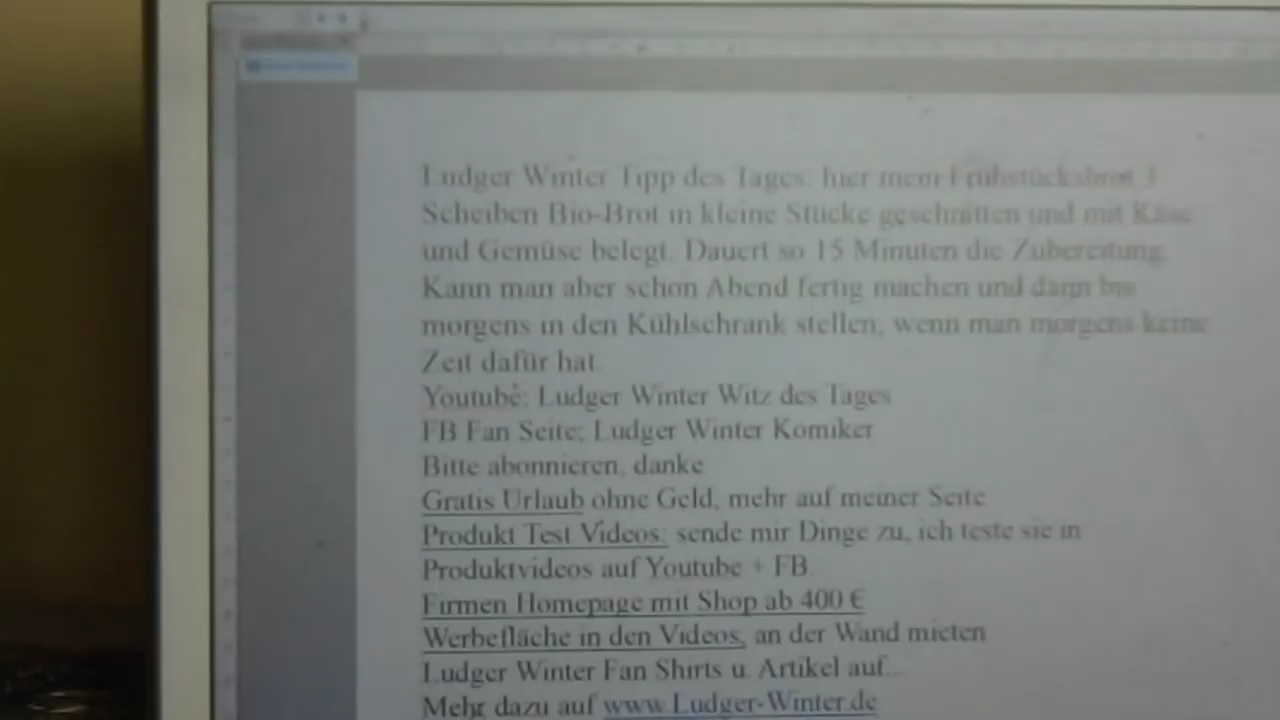 Ludger Winter Tipp des Tages: hier mein Frühstücksbrot 3
Scheiben Bio-Brot in kleine Stücke geschnitten und mit Käse
und Gemüse belegt. Dauert so 15 Minuten die Zubereitung.
Kann man aber schon Abend fertig machen und dann bis
morgens in den Kühlschrank stellen, wenn man morgens keine
Zeit dafür hat.
Youtube: Ludger Winter Witz des Tages
FB Fan Seite: Ludger Winter Komiker
Bitte abonnieren, danke
Gratis Urlaub ohne Geld, mehr auf meiner Seite
Produkt Test Videos: sende mir Dinge zu, ich teste sie in
Produktvideos auf Youtube + FB.
Firmen Homepage mit Shop ab 400 €
Werbefläche in den Videos, an der Wand mieten
Ludger Winter Fan Shirts u. Artikel auf...
Mehr dazu auf www.Ludger-Winter.de